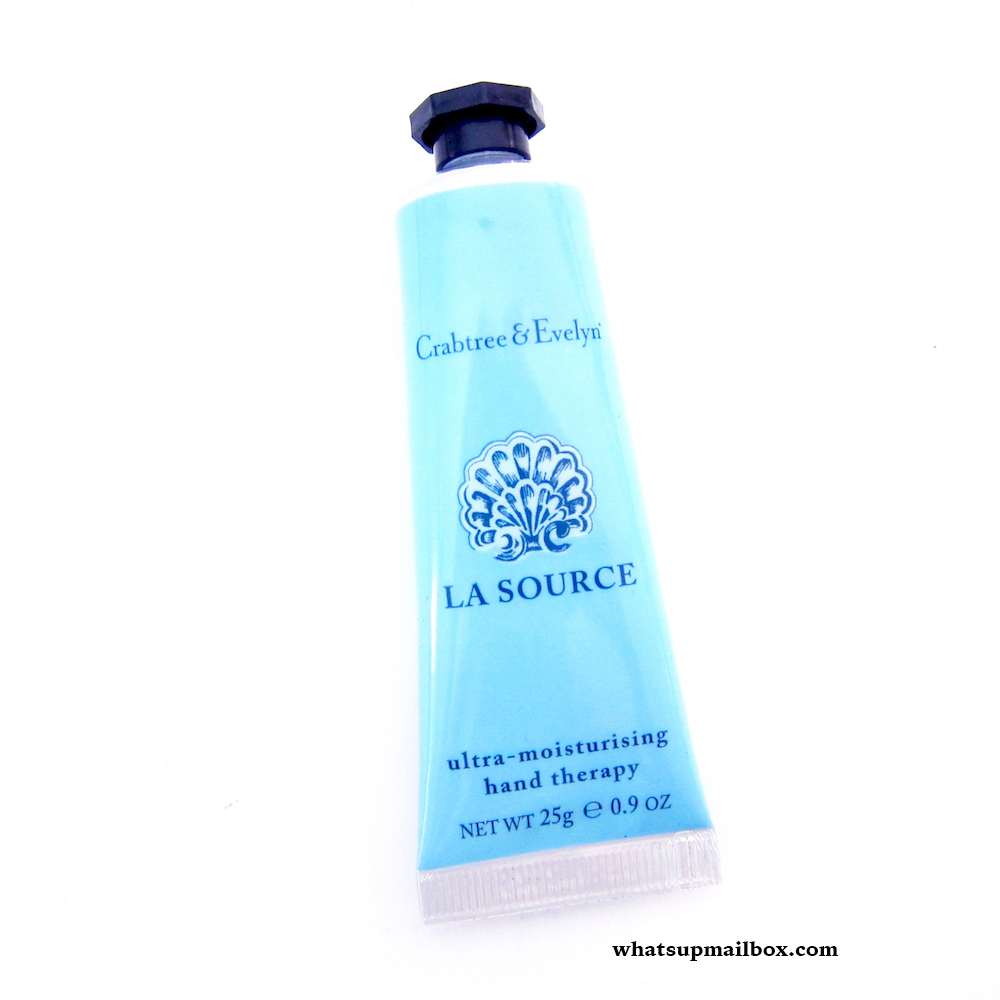 Crabtree & Evelyn®
LA SOURCE
ultra-moisturising
hand therapy
NET WT 25g ℮ 0.9 OZ
whatsupmailbox.com